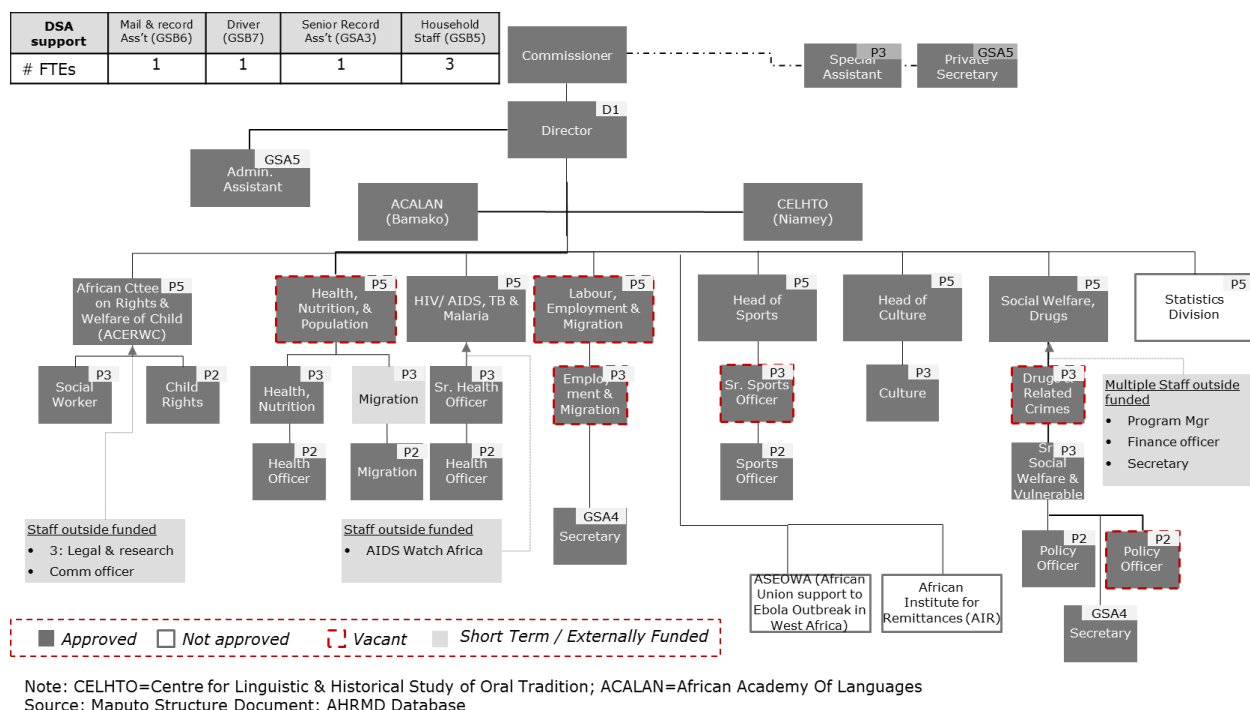 DSA support
Mail & record Ass't (GSB6)
Driver (GSB7)
Senior Record Ass't (GSA3)
Household Staff (GSB5)
# FTEs
1
1
1
3
Commissioner
P3
Special Assistant
GSA5
Private Secretary
D1
Director
GSA5
Admin. Assistant
ACALAN (Bamako)
CELHTO (Niamey)
P5
African Cttee on Rights & Welfare of Child (ACERWC)
P5
Health, Nutrition, & Population
P5
HIV/ AIDS, TB & Malaria
P5
Labour, Employment & Migration
P5
Head of Sports
P5
Head of Culture
P5
Social Welfare, Drugs
P5
Statistics Division
P3
Social Worker
P2
Child Rights
P3
Health, Nutrition
P3
Migration
P3
Sr. Health Officer
P3
Employ ment & Migration
P3
Sr. Sports Officer
P3
Culture
P3
Drugs & Related Crimes
Multiple Staff outside funded
• Program Mgr
• Finance officer
• Secretary
P2
Health Officer
P2
Migration
P2
Health Officer
P2
Sports Officer
P3
Sr. Social Welfare & Vulnerable
Staff outside funded
• 3: Legal & research
• Comm officer
Staff outside funded
• AIDS Watch Africa
GSA4
Secretary
P2
Policy Officer
P2
Policy Officer
ASEOWA (African Union support to Ebola Outbreak in West Africa)
African Institute for Remittances (AIR)
GSA4
Secretary
Approved
Not approved
Vacant
Short Term / Externally Funded
Note: CELHTO=Centre for Linguistic & Historical Study of Oral Tradition; ACALAN=African Academy Of Languages
Source: Maputo Structure Document; AHRMD Database